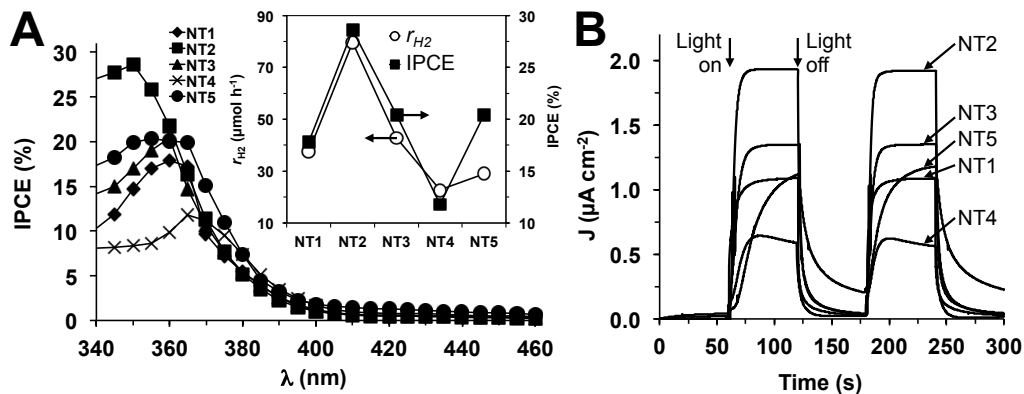 A
IPCE (%)
30
25
20
15
10
5
0
340
360
380
400
420
440
460
λ (nm)
NT1
NT2
NT3
NT4
NT5
r_H2 (μmol h⁻¹)
90
70
50
30
10
r_H2
IPCE
30
25
20
15
10
IPCE (%)
NT1
NT2
NT3
NT4
NT5
B
J (μA cm⁻²)
2.0
1.5
1.0
0.5
0.0
Light on
Light off
NT2
NT3
NT5
NT1
NT4
0
50
100
150
200
250
300
Time (s)